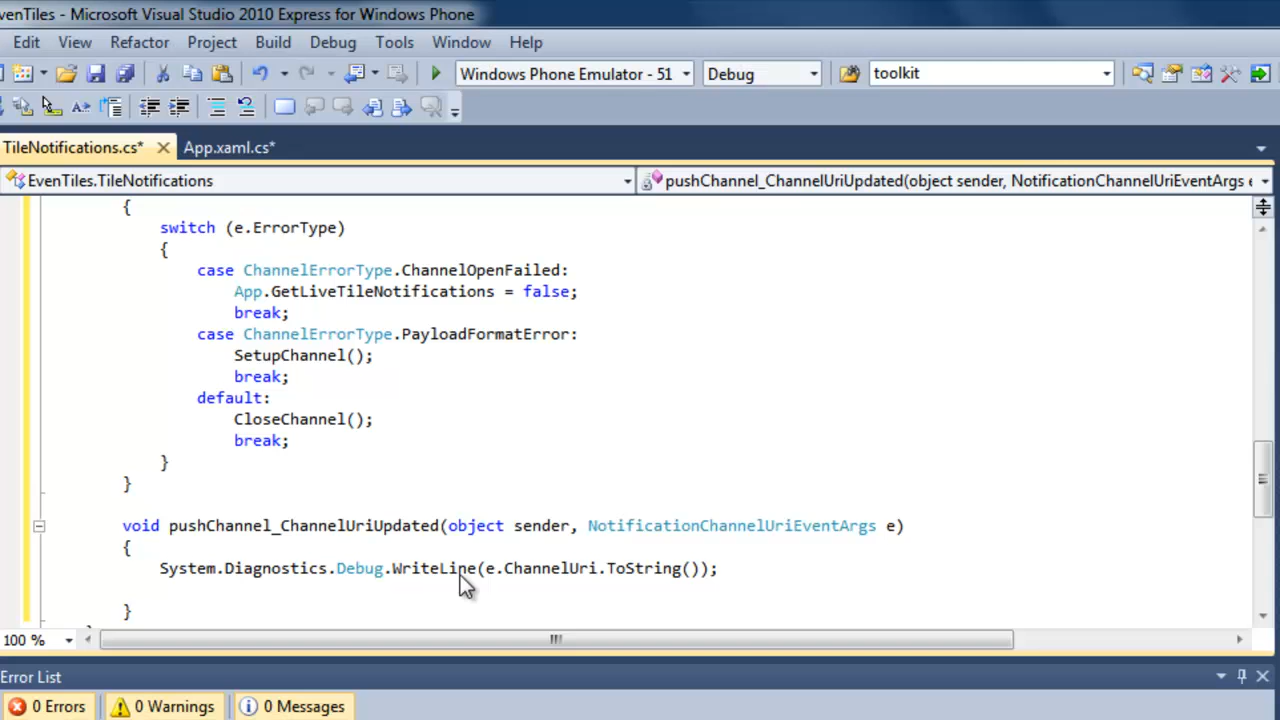 venTiles - Microsoft Visual Studio 2010 Express for Windows Phone
Edit View Refactor Project Build Debug Tools Window Help
Windows Phone Emulator - 51 Debug toolkit
TileNotifications.cs* App.xaml.cs*
EvenTiles.TileNotifications pushChannel_ChannelUriUpdated(object sender, NotificationChannelUriEventArgs e
{
switch (e.ErrorType)
{
case ChannelErrorType.ChannelOpenFailed:
App.GetLiveTileNotifications = false;
break;
case ChannelErrorType.PayloadFormatError:
SetupChannel();
break;
default:
CloseChannel();
break;
}
}
void pushChannel_ChannelUriUpdated(object sender, NotificationChannelUriEventArgs e)
{
System.Diagnostics.Debug.WriteLine(e.ChannelUri.ToString());
}
100 %
Error List
0 Errors 0 Warnings 0 Messages